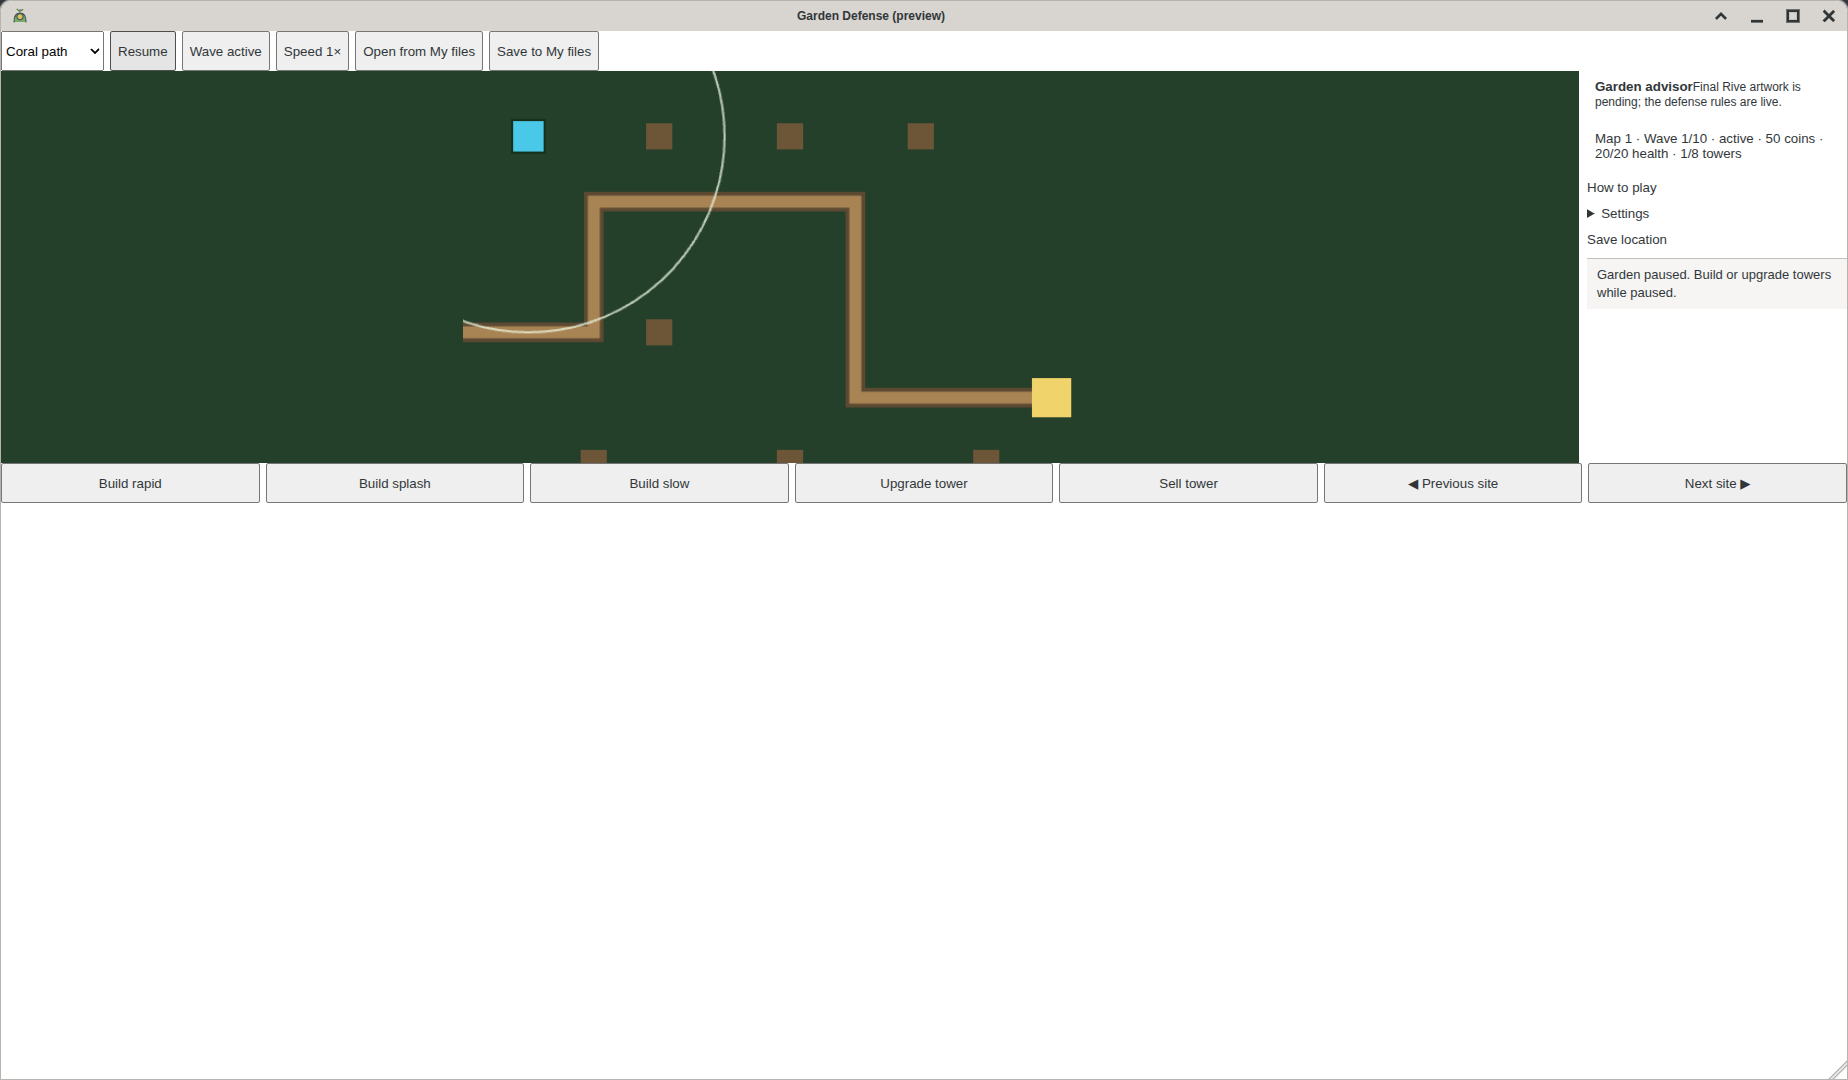 Garden Defense (preview)
Coral path
Resume
Wave active
Speed 1×
Open from My files
Save to My files
Garden advisorFinal Rive artwork is
pending; the defense rules are live.
Map 1 · Wave 1/10 · active · 50 coins ·
20/20 health · 1/8 towers
How to play
▶ Settings
Save location
Garden paused. Build or upgrade towers
while paused.
Build rapid
Build splash
Build slow
Upgrade tower
Sell tower
◀ Previous site
Next site ▶